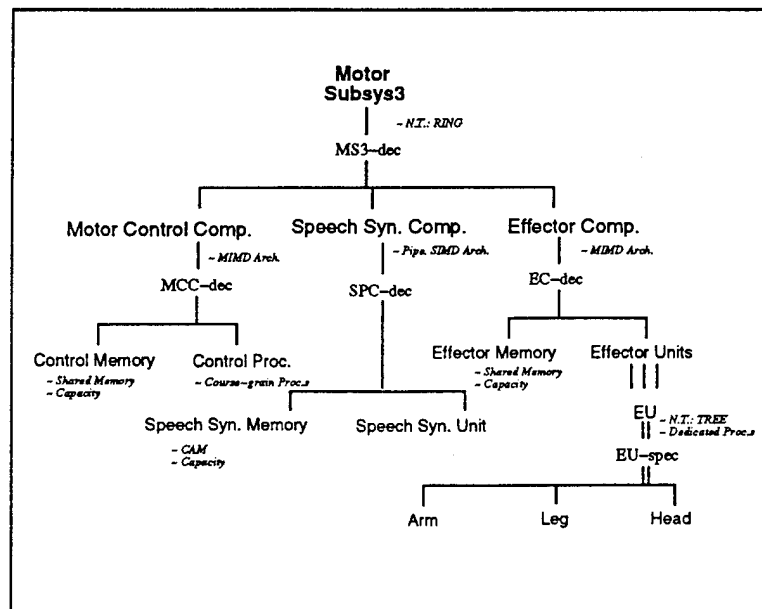 Motor
Subsys3
~ N.T.: RING
MS3-dec
Motor Control Comp.
Speech Syn. Comp.
Effector Comp.
~ MIMD Arch.
~ Pipe. SIMD Arch.
~ MIMD Arch.
MCC-dec
SPC-dec
EC-dec
Control Memory
Control Proc.
Effector Memory
Effector Units
~ Shared Memory
~ Capacity
~ Course-grain Proc.s
~ Shared Memory
~ Capacity
EU
~ N.T.: TREE
~ Dedicated Proc.s
Speech Syn. Memory
Speech Syn. Unit
~ CAM
~ Capacity
EU-spec
Arm
Leg
Head